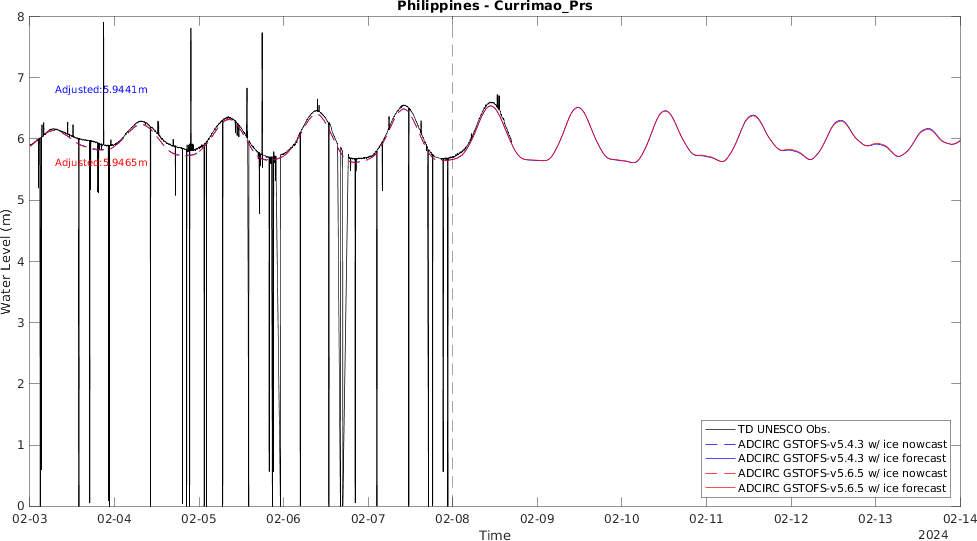 Philippines - Currimao_Prs
8
7
6
5
4
3
2
1
0
Water Level (m)
Adjusted:5.9441m
Adjusted:5.9465m
TD UNESCO Obs.
ADCIRC GSTOFS-v5.4.3 w/ ice nowcast
ADCIRC GSTOFS-v5.4.3 w/ ice forecast
ADCIRC GSTOFS-v5.6.5 w/ ice nowcast
ADCIRC GSTOFS-v5.6.5 w/ ice forecast
02-03 02-04 02-05 02-06 02-07 02-08 02-09 02-10 02-11 02-12 02-13 02-14
Time
2024